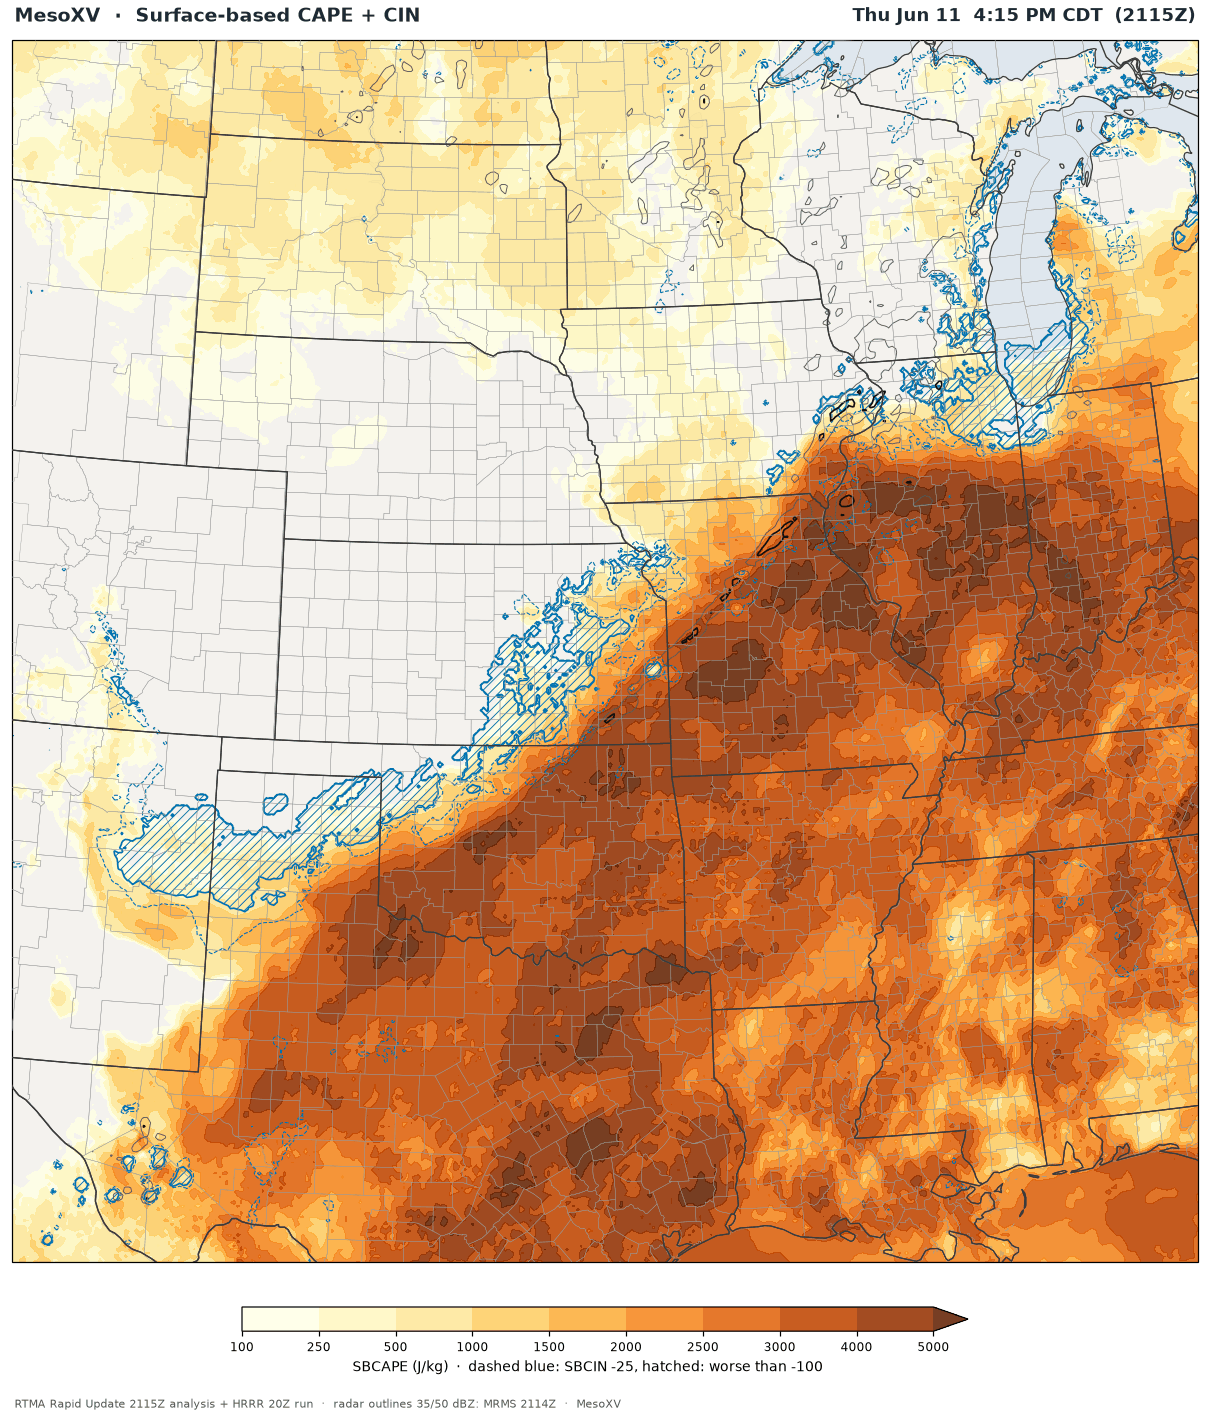 MesoXV · Surface-based CAPE + CIN
Thu Jun 11 4:15 PM CDT (2115Z)
100 250 500 1000 1500 2000 2500 3000 4000 5000
SBCAPE (J/kg) · dashed blue: SBCIN -25, hatched: worse than -100
RTMA Rapid Update 2115Z analysis + HRRR 20Z run · radar outlines 35/50 dBZ: MRMS 2114Z · MesoXV